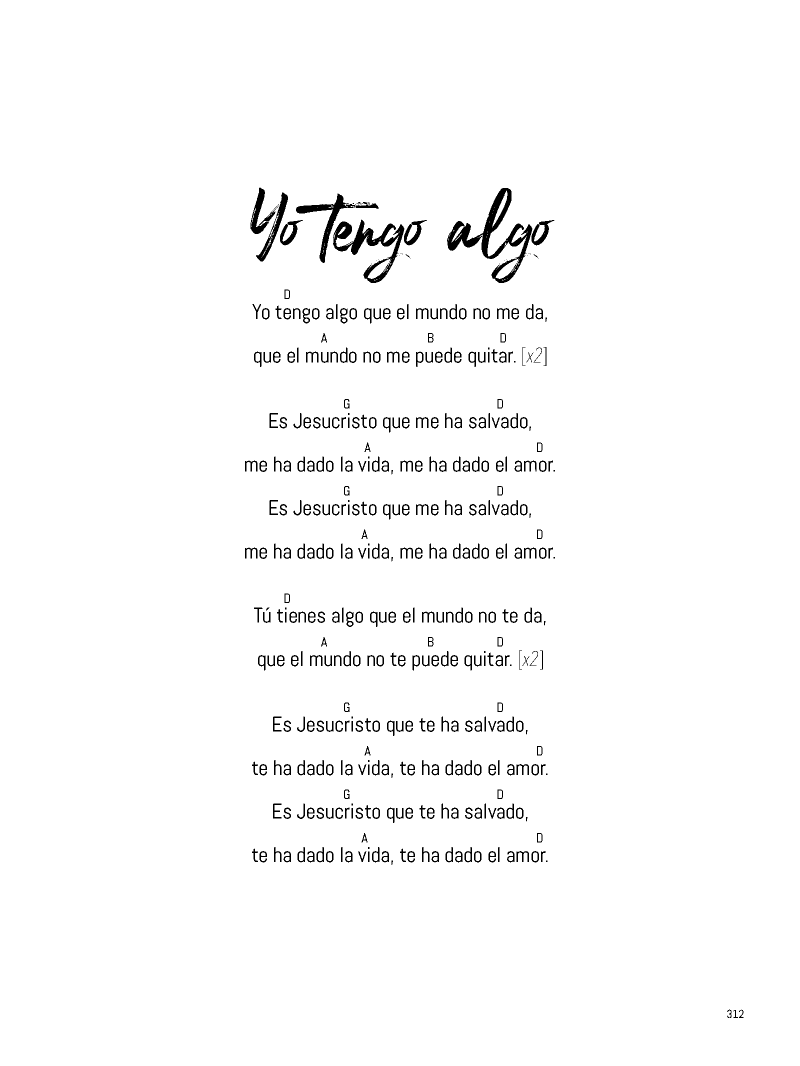 Yo tengo algo
D
Yo tengo algo que el mundo no me da,
A B D
que el mundo no me puede quitar. [x2]
G D
Es Jesucristo que me ha salvado,
A D
me ha dado la vida, me ha dado el amor.
G D
Es Jesucristo que me ha salvado,
A D
me ha dado la vida, me ha dado el amor.
D
Tú tienes algo que el mundo no te da,
A B D
que el mundo no te puede quitar. [x2]
G D
Es Jesucristo que te ha salvado,
A D
te ha dado la vida, te ha dado el amor.
G D
Es Jesucristo que te ha salvado,
A D
te ha dado la vida, te ha dado el amor.
312